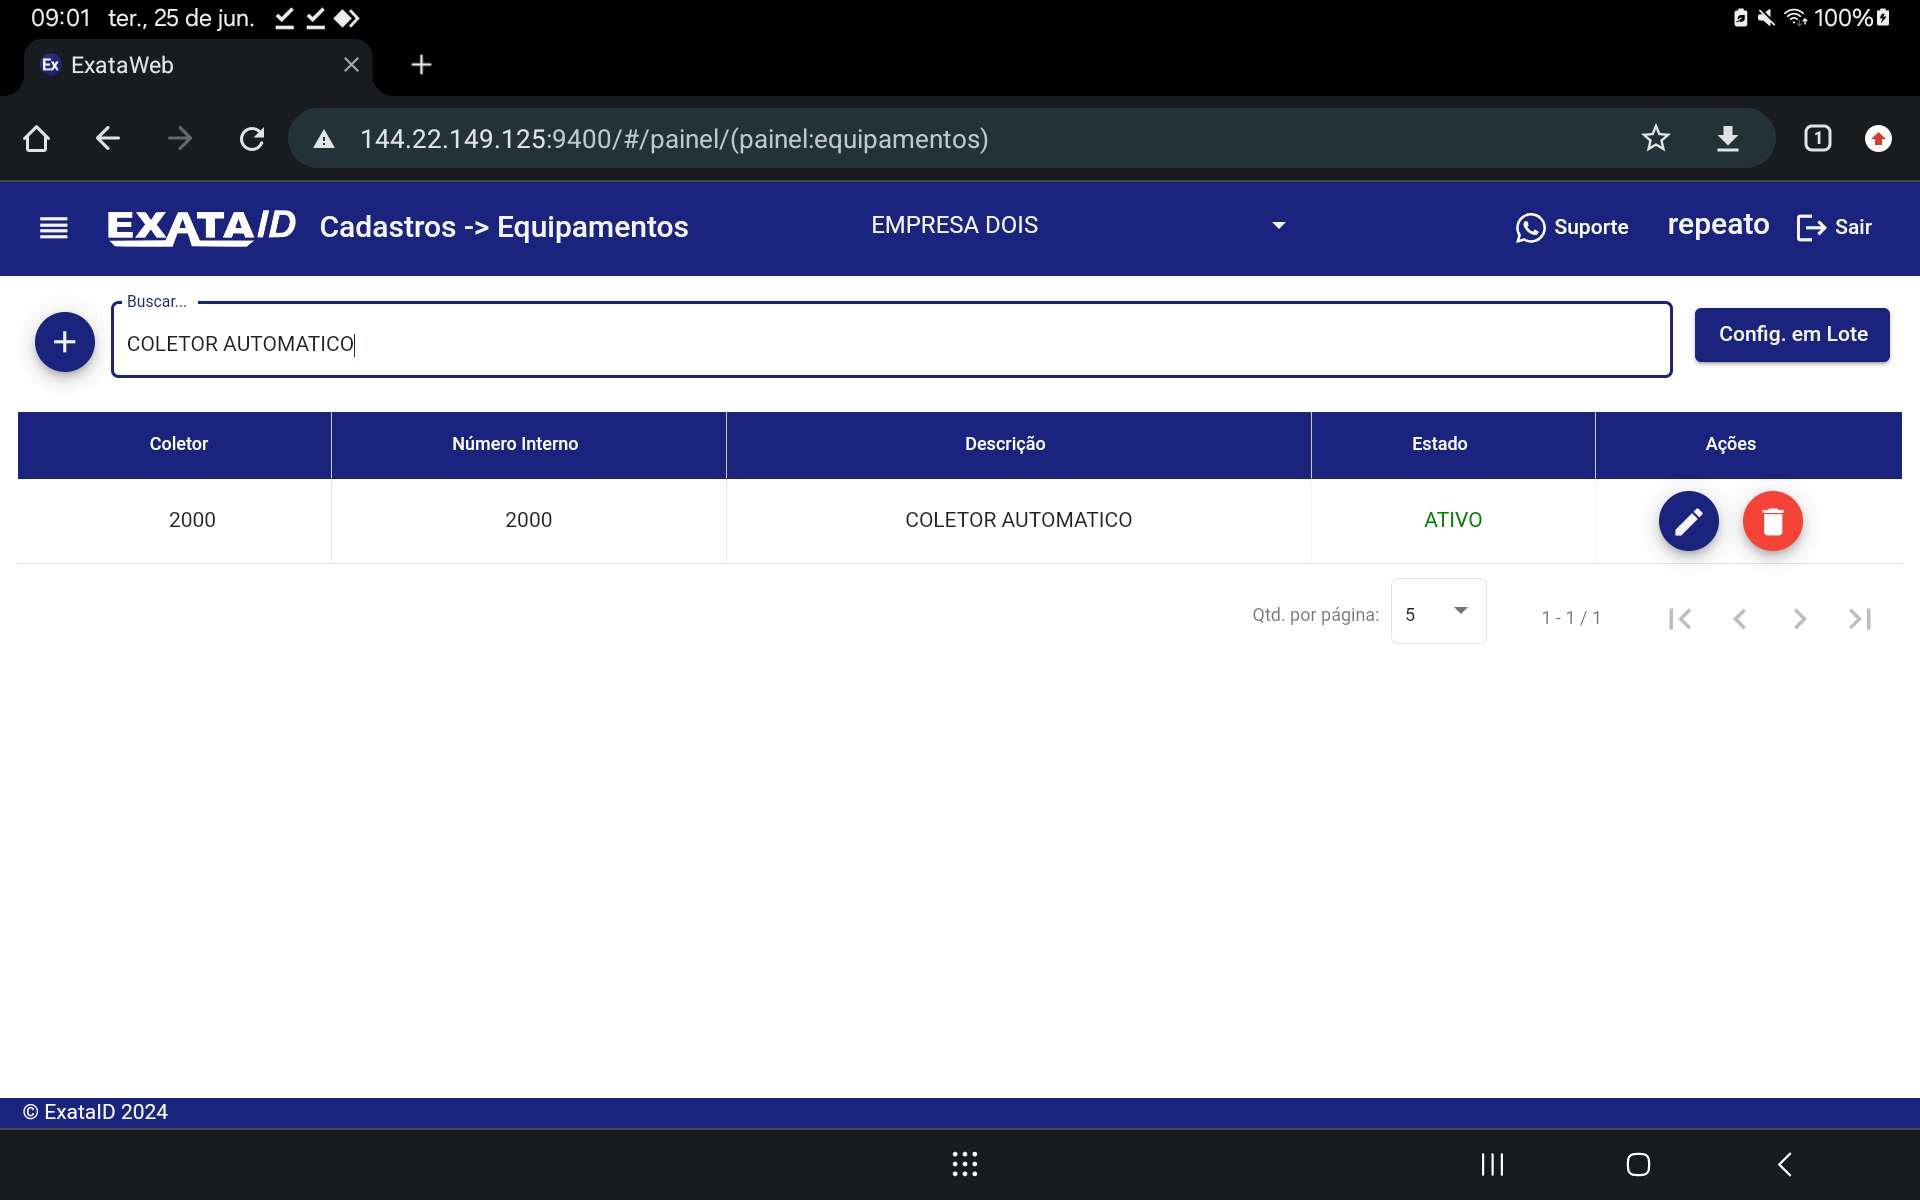 09:01 ter., 25 de jun. 100%
Ex ExataWeb
144.22.149.125:9400/#/painel/(painel:equipamentos) 1
EXATAID Cadastros -> Equipamentos EMPRESA DOIS Suporte repeato Sair
Buscar...
COLETOR AUTOMATICO Config. em Lote
Coletor Número Interno Descrição Estado Ações
2000 2000 COLETOR AUTOMATICO ATIVO
Qtd. por página: 5 1 - 1 / 1
© ExataID 2024